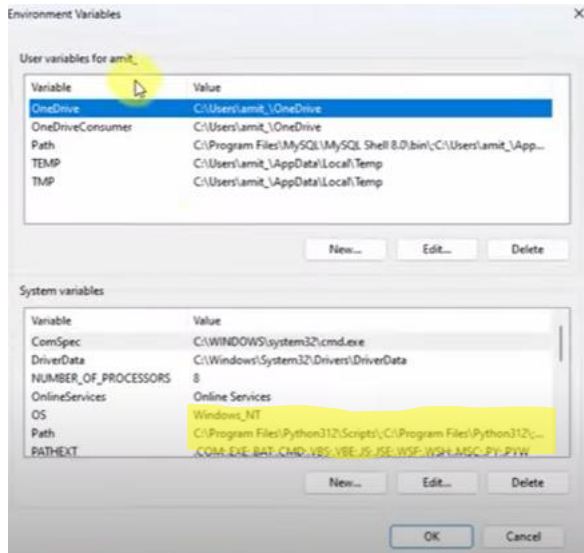 Environment Variables
User variables for amit_
Variable Value
OneDrive C:\Users\amit_\OneDrive
OneDriveConsumer C:\Users\amit_\OneDrive
Path C:\Program Files\MySQL\MySQL Shell 8.0\bin\;C:\Users\amit_\App...
TEMP C:\Users\amit_\AppData\Local\Temp
TMP C:\Users\amit_\AppData\Local\Temp
New... Edit... Delete
System variables
Variable Value
ComSpec C:\WINDOWS\system32\cmd.exe
DriverData C:\Windows\System32\Drivers\DriverData
NUMBER_OF_PROCESSORS 8
OnlineServices Online Services
OS Windows_NT
Path C:\Program Files\Python312\Scripts\;C:\Program Files\Python312\;...
PATHEXT .COM;.EXE;.BAT;.CMD;.VBS;.VBE;.JS;.JSE;.WSF;.WSH;.MSC;.PY;.PYW
New... Edit... Delete
OK Cancel